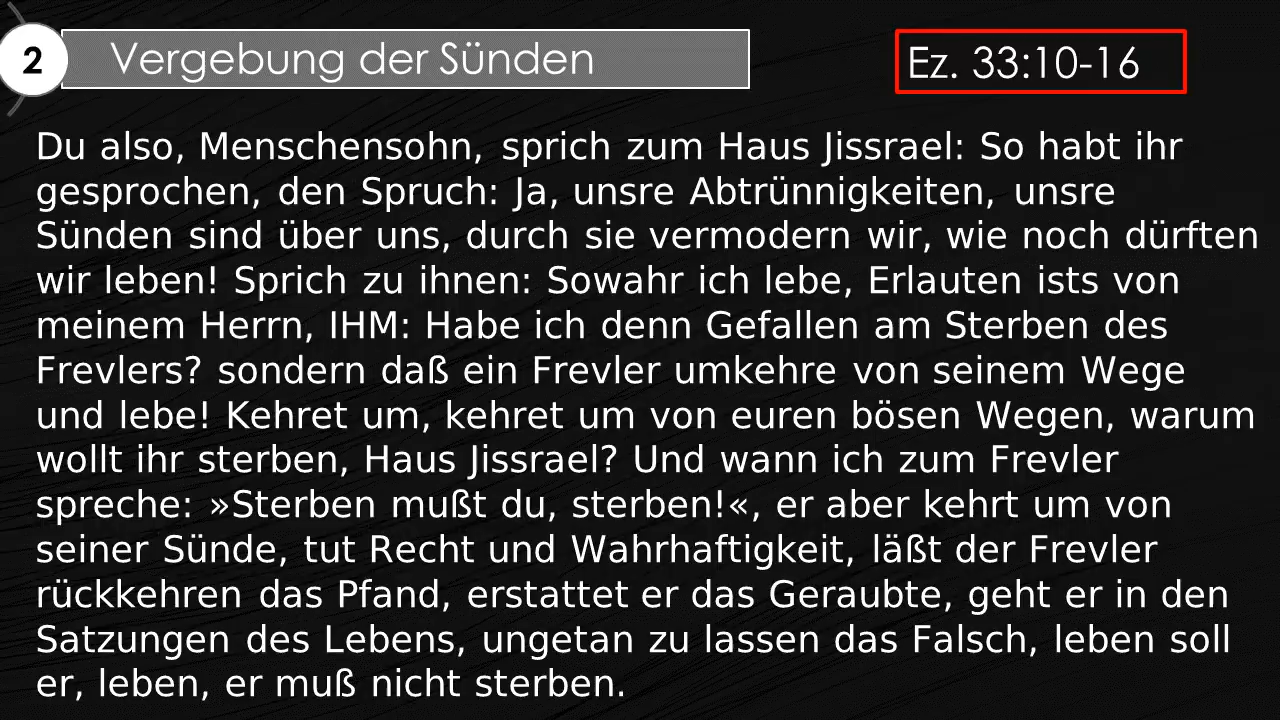 2
Vergebung der Sünden
Ez. 33:10-16
Du also, Menschensohn, sprich zum Haus Jissrael: So habt ihr
gesprochen, den Spruch: Ja, unsre Abtrünnigkeiten, unsre
Sünden sind über uns, durch sie vermodern wir, wie noch dürften
wir leben! Sprich zu ihnen: Sowahr ich lebe, Erlauten ists von
meinem Herrn, IHM: Habe ich denn Gefallen am Sterben des
Frevlers? sondern daß ein Frevler umkehre von seinem Wege
und lebe! Kehret um, kehret um von euren bösen Wegen, warum
wollt ihr sterben, Haus Jissrael? Und wann ich zum Frevler
spreche: »Sterben mußt du, sterben!«, er aber kehrt um von
seiner Sünde, tut Recht und Wahrhaftigkeit, läßt der Frevler
rückkehren das Pfand, erstattet er das Geraubte, geht er in den
Satzungen des Lebens, ungetan zu lassen das Falsch, leben soll
er, leben, er muß nicht sterben.